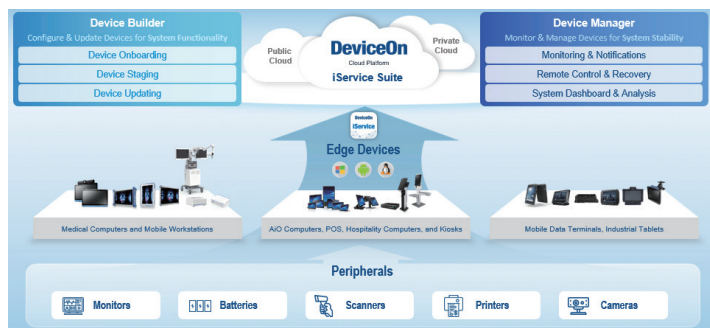 Device Builder
Configure & Update Devices for System Functionality
Device Onboarding
Device Staging
Device Updating
Public
Cloud
DeviceOn
Cloud Platform
iService Suite
Private
Cloud
Device Manager
Monitor & Manage Devices for System Stability
Monitoring & Notifications
Remote Control & Recovery
System Dashboard & Analysis
DeviceOn
iService
Edge Devices
Medical Computers and Mobile Workstations
AiO Computers, POS, Hospitality Computers, and Kiosks
Mobile Data Terminals, Industrial Tablets
Peripherals
Monitors
Batteries
Scanners
Printers
Cameras